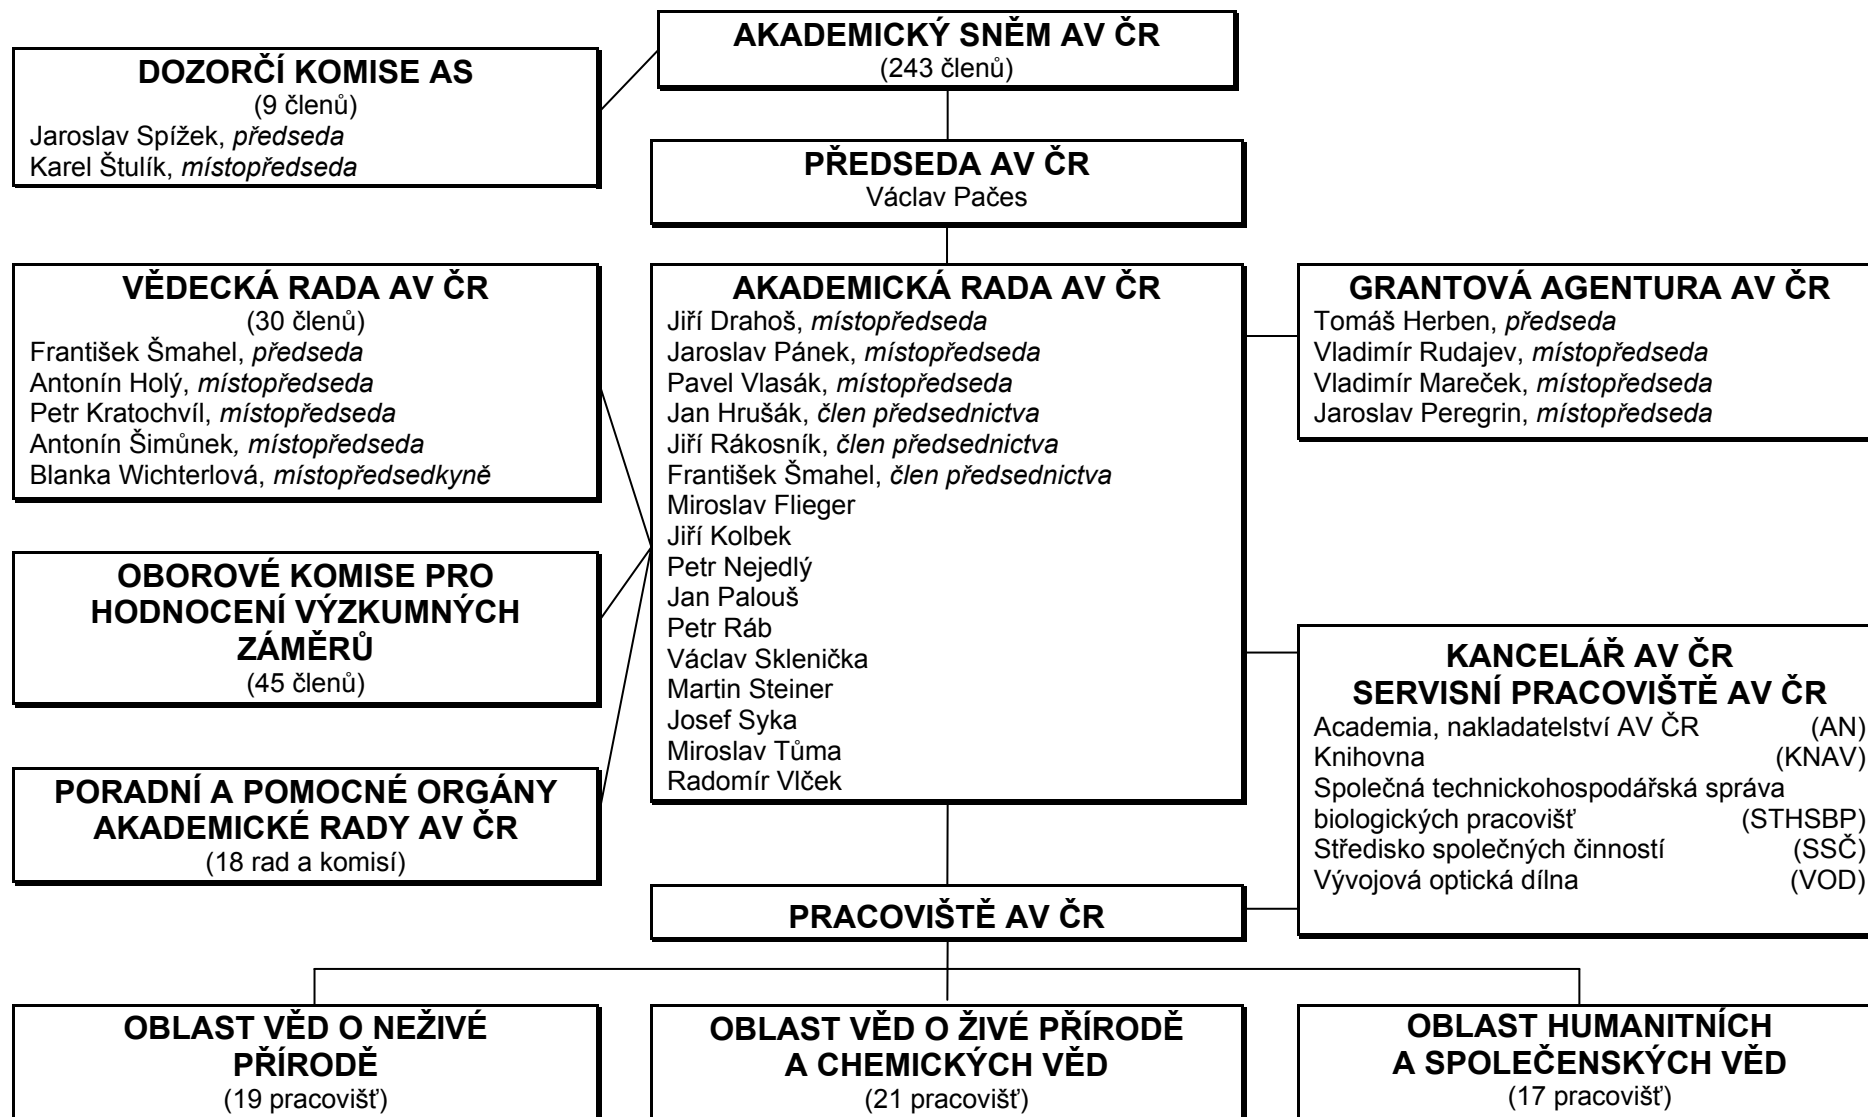 AKADEMICKÝ SNĚM AV ČR
(243 členů)
DOZORČÍ KOMISE AS
(9 členů)
Jaroslav Spížek, předseda
Karel Štulík, místopředseda
PŘEDSEDA AV ČR
Václav Pačes
VĚDECKÁ RADA AV ČR
(30 členů)
František Šmahel, předseda
Antonín Holý, místopředseda
Petr Kratochvíl, místopředseda
Antonín Šimůnek, místopředseda
Blanka Wichterlová, místopředsedkyně
AKADEMICKÁ RADA AV ČR
Jiří Drahoš, místopředseda
Jaroslav Pánek, místopředseda
Pavel Vlasák, místopředseda
Jan Hrušák, člen předsednictva
Jiří Rákosník, člen předsednictva
František Šmahel, člen předsednictva
Miroslav Flieger
Jiří Kolbek
Petr Nejedlý
Jan Palouš
Petr Ráb
Václav Sklenička
Martin Steiner
Josef Syka
Miroslav Tůma
Radomír Vlček
GRANTOVÁ AGENTURA AV ČR
Tomáš Herben, předseda
Vladimír Rudajev, místopředseda
Vladimír Mareček, místopředseda
Jaroslav Peregrin, místopředseda
OBOROVÉ KOMISE PRO
HODNOCENÍ VÝZKUMNÝCH
ZÁMĚRŮ
(45 členů)
PORADNÍ A POMOCNÉ ORGÁNY
AKADEMICKÉ RADY AV ČR
(18 rad a komisí)
KANCELÁŘ AV ČR
SERVISNÍ PRACOVIŠTĚ AV ČR
Academia, nakladatelství AV ČR (AN)
Knihovna (KNAV)
Společná technickohospodářská správa
biologických pracovišť (STHSBP)
Středisko společných činností (SSČ)
Vývojová optická dílna (VOD)
PRACOVIŠTĚ AV ČR
OBLAST VĚD O NEŽIVÉ
PŘÍRODĚ
(19 pracovišť)
OBLAST VĚD O ŽIVÉ PŘÍRODĚ
A CHEMICKÝCH VĚD
(21 pracovišť)
OBLAST HUMANITNÍCH
A SPOLEČENSKÝCH VĚD
(17 pracovišť)